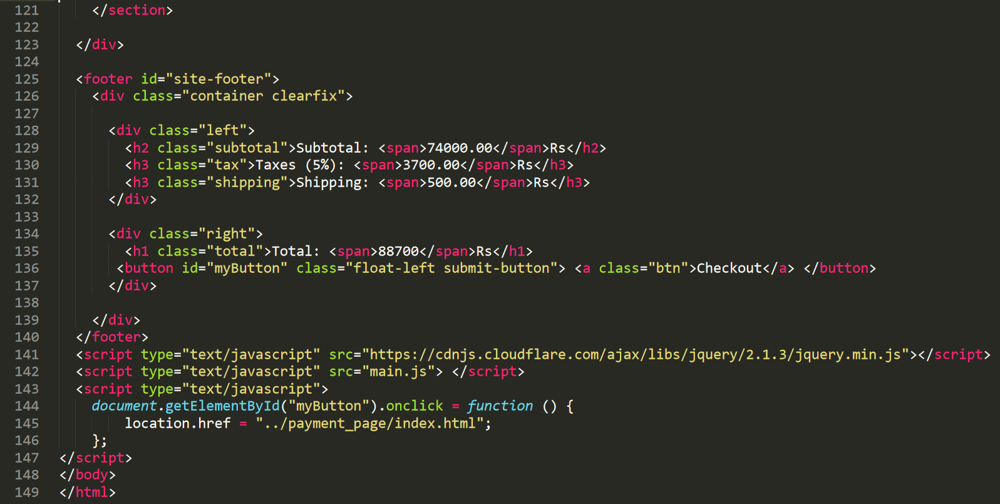 121 </section>
122
123 </div>
124
125 <footer id="site-footer">
126 <div class="container clearfix">
127
128 <div class="left">
129 <h2 class="subtotal">Subtotal: <span>74000.00</span>Rs</h2>
130 <h3 class="tax">Taxes (5%): <span>3700.00</span>Rs</h3>
131 <h3 class="shipping">Shipping: <span>500.00</span>Rs</h3>
132 </div>
133
134 <div class="right">
135 <h1 class="total">Total: <span>88700</span>Rs</h1>
136 <button id="myButton" class="float-left submit-button"> <a class="btn">Checkout</a> </button>
137 </div>
138
139 </div>
140 </footer>
141 <script type="text/javascript" src="https://cdnjs.cloudflare.com/ajax/libs/jquery/2.1.3/jquery.min.js"></script>
142 <script type="text/javascript" src="main.js"> </script>
143 <script type="text/javascript">
144 document.getElementById("myButton").onclick = function () {
145 location.href = "../payment_page/index.html";
146 };
147 </script>
148 </body>
149 </html>